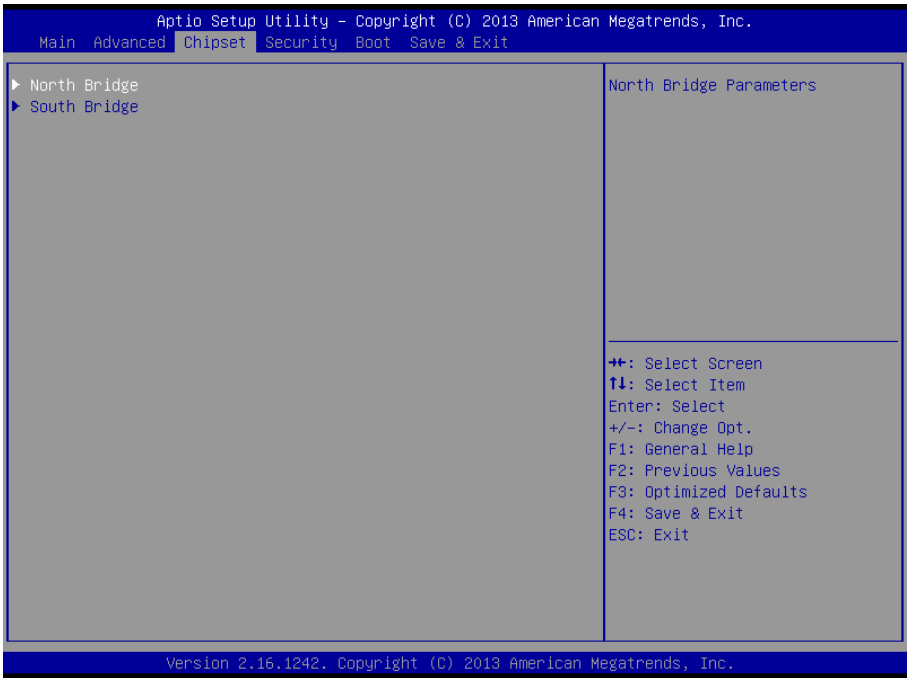 Aptio Setup Utility – Copyright (C) 2013 American Megatrends, Inc.
Main Advanced Chipset Security Boot Save & Exit
▶ North Bridge
▶ South Bridge
North Bridge Parameters
→←: Select Screen
↑↓: Select Item
Enter: Select
+/-: Change Opt.
F1: General Help
F2: Previous Values
F3: Optimized Defaults
F4: Save & Exit
ESC: Exit
Version 2.16.1242. Copyright (C) 2013 American Megatrends, Inc.